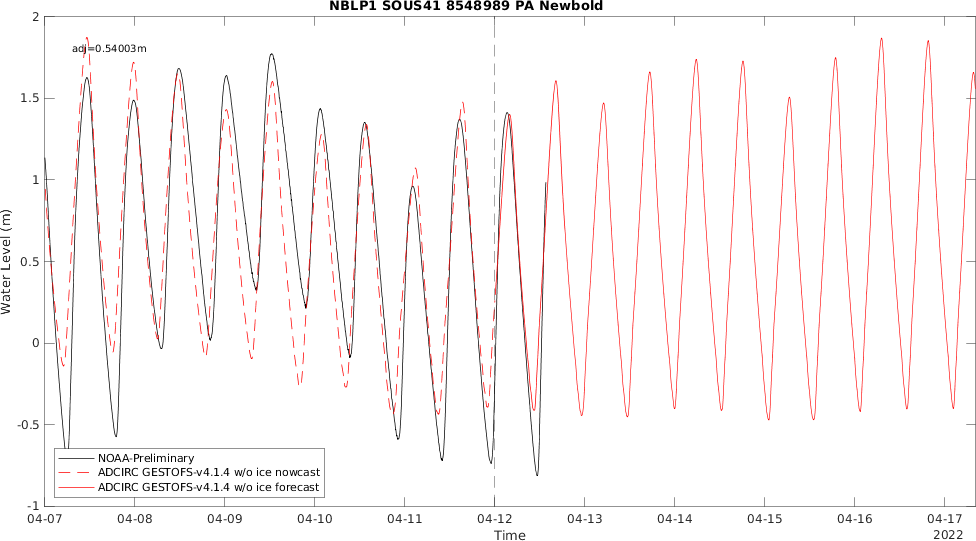 NBLP1 SOUS41 8548989 PA Newbold
adj=0.54003m
2
1.5
1
0.5
0
-0.5
-1
Water Level (m)
NOAA-Preliminary
ADCIRC GESTOFS-v4.1.4 w/o ice nowcast
ADCIRC GESTOFS-v4.1.4 w/o ice forecast
04-07 04-08 04-09 04-10 04-11 04-12 04-13 04-14 04-15 04-16 04-17
Time 2022